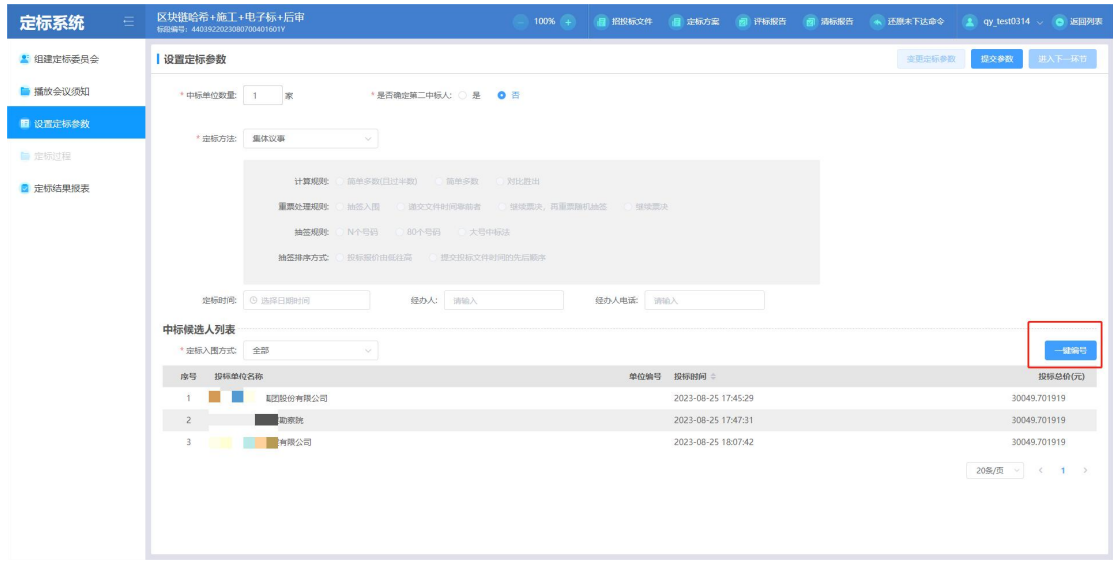 定标系统
区块链哈希+施工+电子标+后审
标段编号: 4403922023080700401601Y
100%
招投标文件
定标方案
评标报告
清标报告
还原未下达命令
qy_test0314
返回列表
组建定标委员会
播放会议须知
设置定标参数
定标过程
定标结果报表
设置定标参数
变更定标参数
提交参数
进入下一环节
* 中标单位数量: 1 家
* 是否确定第二中标人: 是 否
* 定标方法: 集体议事
计算规则: 简单多数(且过半数) 简单多数 对比胜出
重票处理规则: 抽签入围 递交文件时间靠前者 继续票决，再重票随机抽签 继续票决
抽签规则: N个号码 80个号码 大号中标法
抽签排序方式: 投标报价由低往高 提交投标文件时间的先后顺序
定标时间: 选择日期时间 经办人: 请输入 经办人电话: 请输入
中标候选人列表
* 定标入围方式: 全部
一键编号
序号 投标单位名称 单位编号 投标时间 投标总价(元)
1 集团股份有限公司 2023-08-25 17:45:29 30049.701919
2 勘察院 2023-08-25 17:47:31 30049.701919
3 有限公司 2023-08-25 18:07:42 30049.701919
20条/页 1